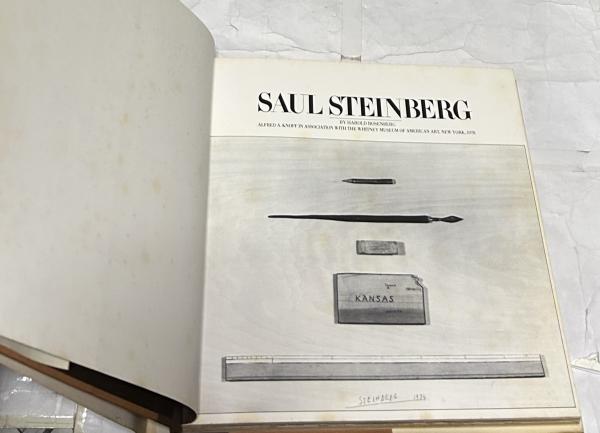 SAUL STEINBERG
BY HAROLD ROSENBERG
ALFRED A. KNOPF IN ASSOCIATION WITH THE WHITNEY MUSEUM OF AMERICAN ART, NEW YORK, 1978
KANSAS
STEINBERG